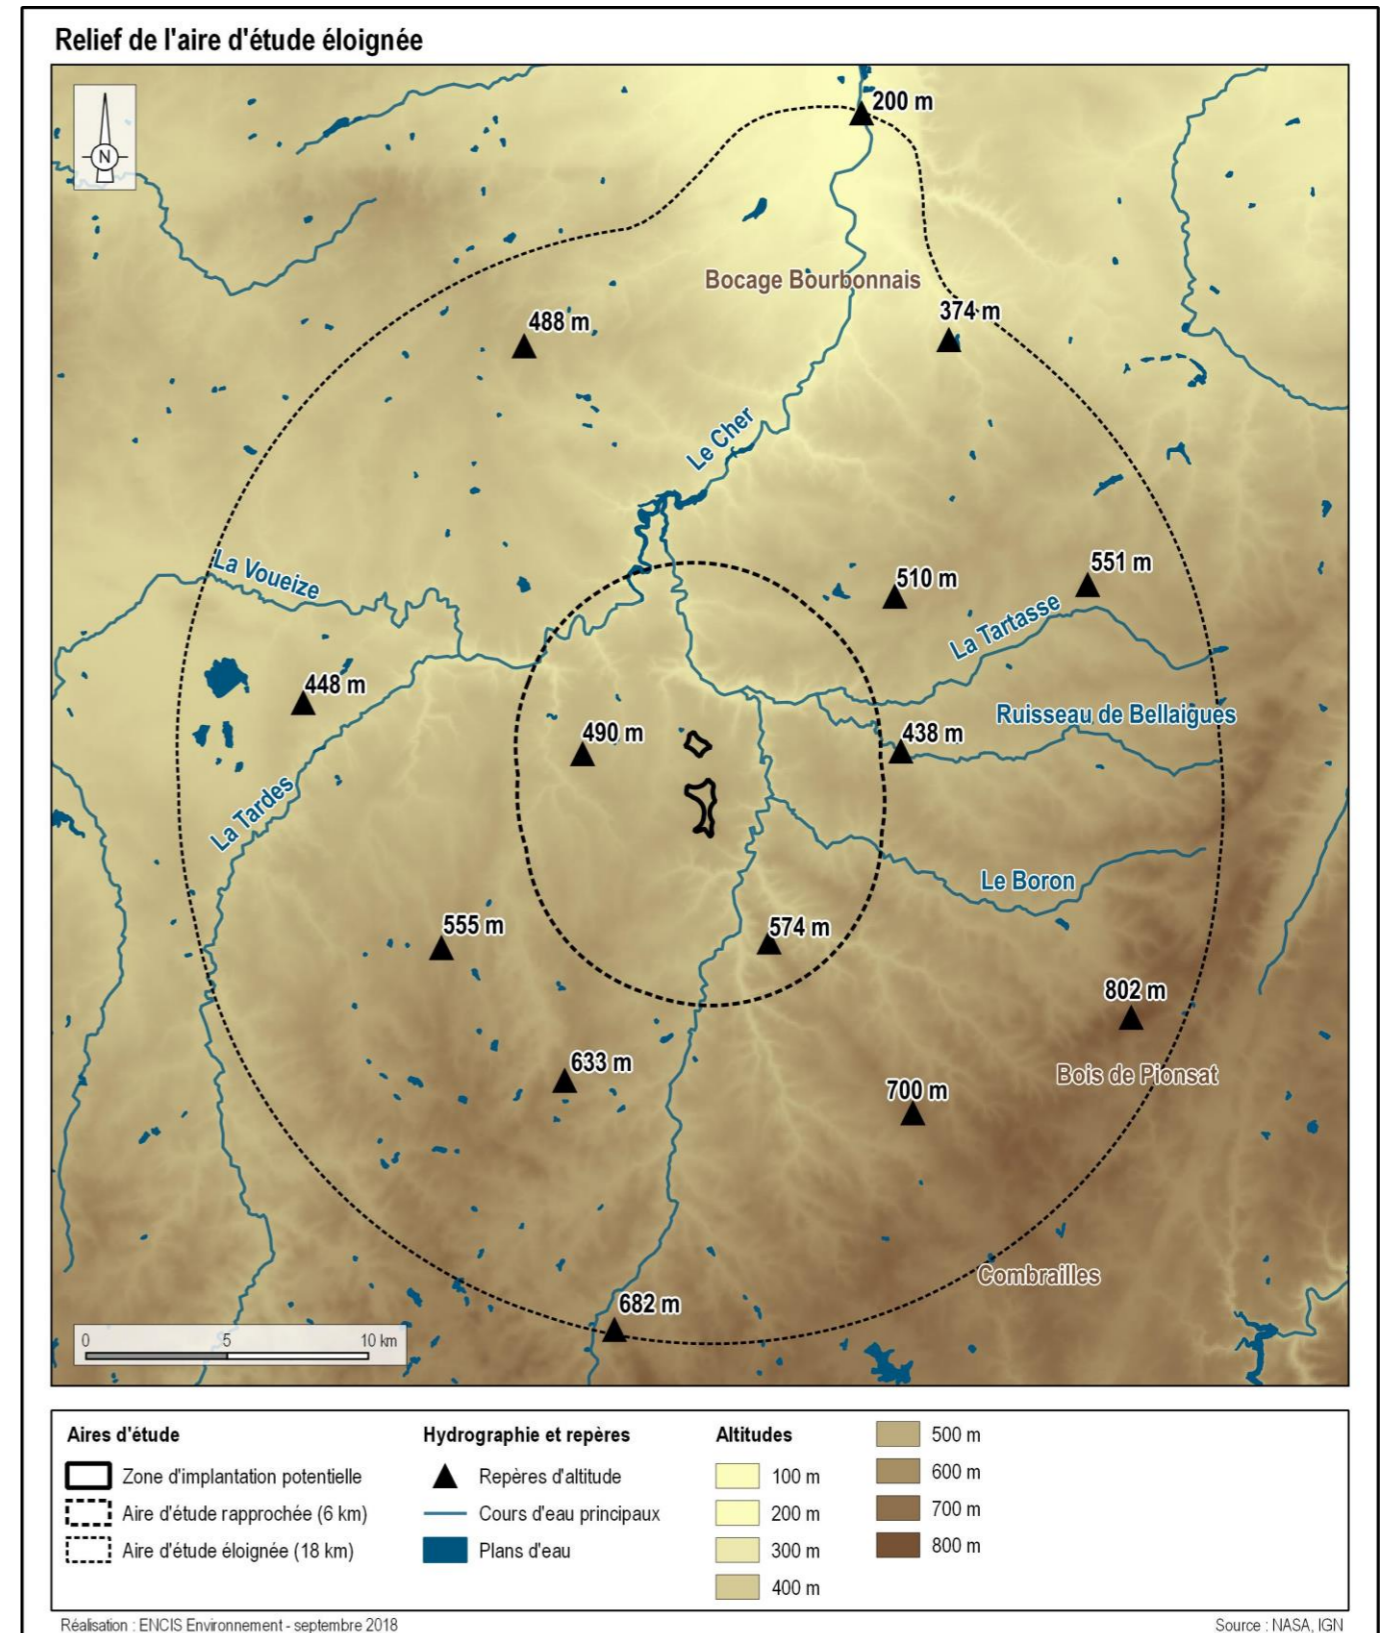 Relief de l'aire d'étude éloignée
N
200 m
Bocage Bourbonnais
374 m
488 m
Le Cher
La Voueize
510 m
551 m
La Tartasse
448 m
Ruisseau de Bellaigues
490 m
438 m
La Tardes
Le Boron
555 m
574 m
802 m
633 m
Bois de Pionsat
700 m
Combrailles
682 m
0 5 10 km
Aires d'étude
Zone d'implantation potentielle
Aire d'étude rapprochée (6 km)
Aire d'étude éloignée (18 km)
Hydrographie et repères
Repères d'altitude
Cours d'eau principaux
Plans d'eau
Altitudes
100 m
200 m
300 m
400 m
500 m
600 m
700 m
800 m
Réalisation : ENCIS Environnement - septembre 2018
Source : NASA, IGN